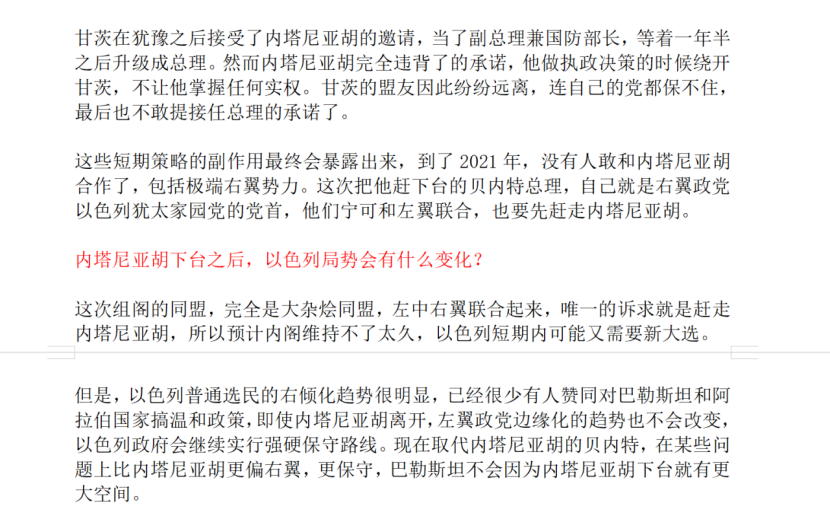 甘茨在犹豫之后接受了内塔尼亚胡的邀请，当了副总理兼国防部长，等着一年半
之后升级成总理。然而内塔尼亚胡完全违背了的承诺，他做执政决策的时候绕开
甘茨，不让他掌握任何实权。甘茨的盟友因此纷纷远离，连自己的党都保不住，
最后也不敢提接任总理的承诺了。
这些短期策略的副作用最终会暴露出来，到了 2021 年，没有人敢和内塔尼亚胡
合作了，包括极端右翼势力。这次把他赶下台的贝内特总理，自己就是右翼政党
以色列犹太家园党的党首，他们宁可和左翼联合，也要先赶走内塔尼亚胡。
内塔尼亚胡下台之后，以色列局势会有什么变化？
这次组阁的同盟，完全是大杂烩同盟，左中右翼联合起来，唯一的诉求就是赶走
内塔尼亚胡，所以预计内阁维持不了太久，以色列短期内可能又需要新大选。
但是，以色列普通选民的右倾化趋势很明显，已经很少有人赞同对巴勒斯坦和阿
拉伯国家搞温和政策，即使内塔尼亚胡离开，左翼政党边缘化的趋势也不会改变，
以色列政府会继续实行强硬保守路线。现在取代内塔尼亚胡的贝内特，在某些问
题上比内塔尼亚胡更偏右翼，更保守，巴勒斯坦不会因为内塔尼亚胡下台就有更
大空间。